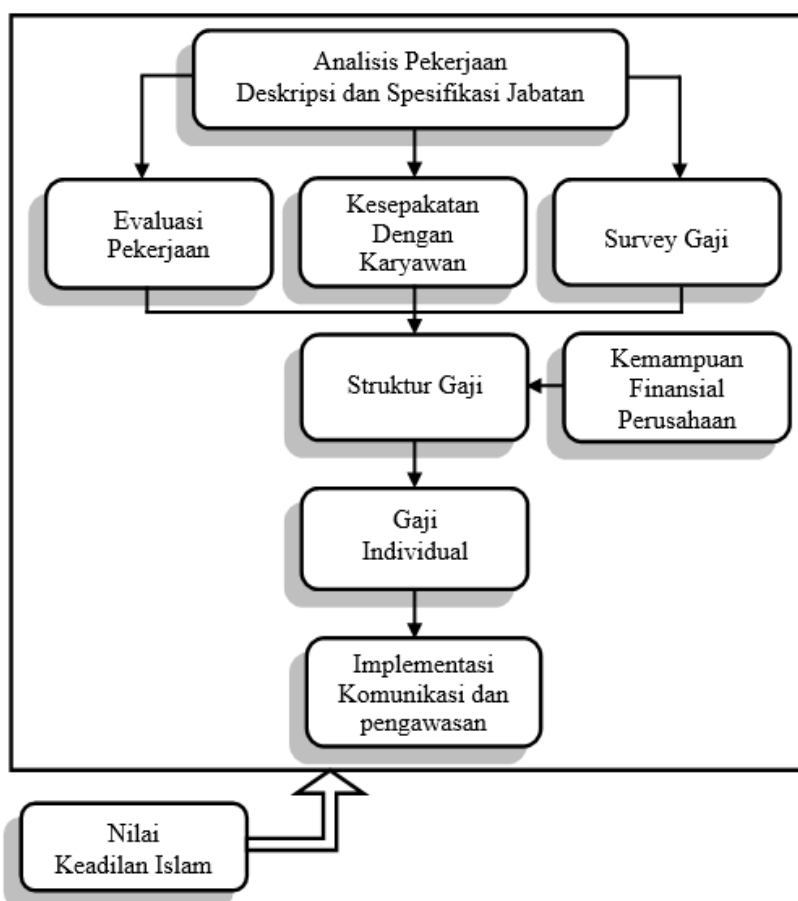 Analisis Pekerjaan
Deskripsi dan Spesifikasi Jabatan
Evaluasi
Pekerjaan
Kesepakatan
Dengan
Karyawan
Survey Gaji
Struktur Gaji
Kemampuan
Finansial
Perusahaan
Gaji
Individual
Implementasi
Komunikasi dan
pengawasan
Nilai
Keadilan Islam